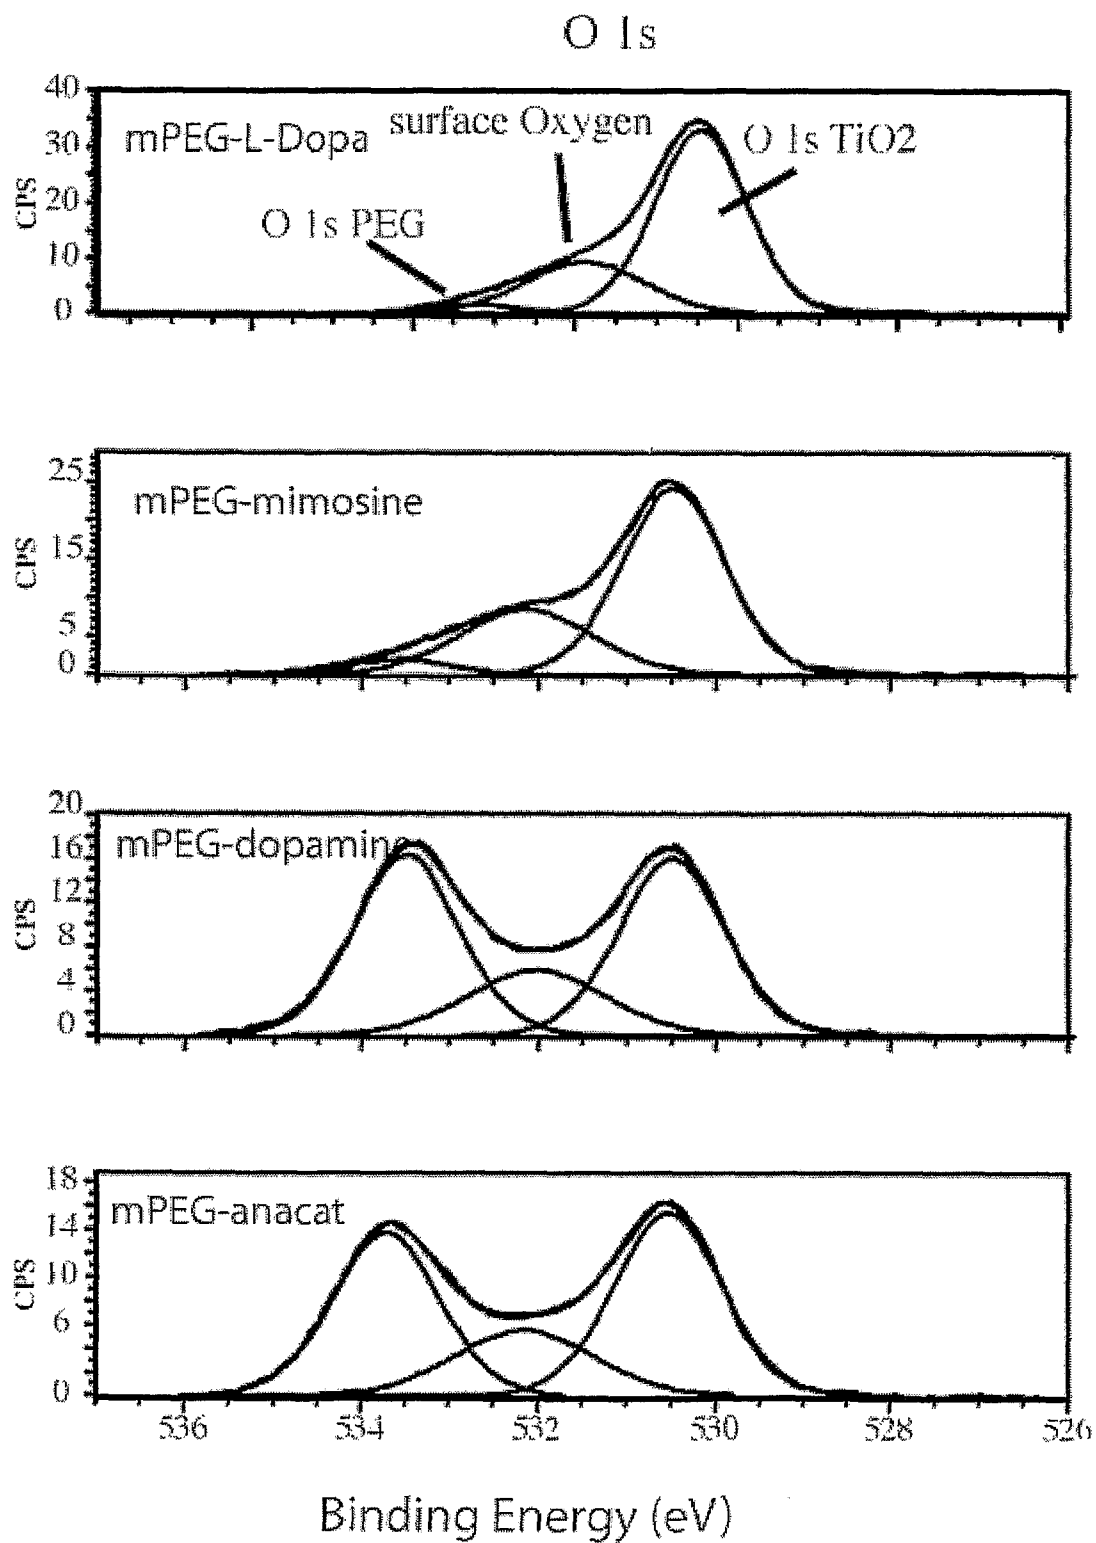 O 1s
40
mPEG-L-Dopa
surface Oxygen
O 1s TiO2
30
CPS
20
O 1s PEG
10
0
25
mPEG-mimosine
CPS
15
5
0
20
mPEG-dopamine
16
12
CPS
8
4
0
18
mPEG-anacat
14
CPS
10
6
0
536 534 532 530 528 526
Binding Energy (eV)